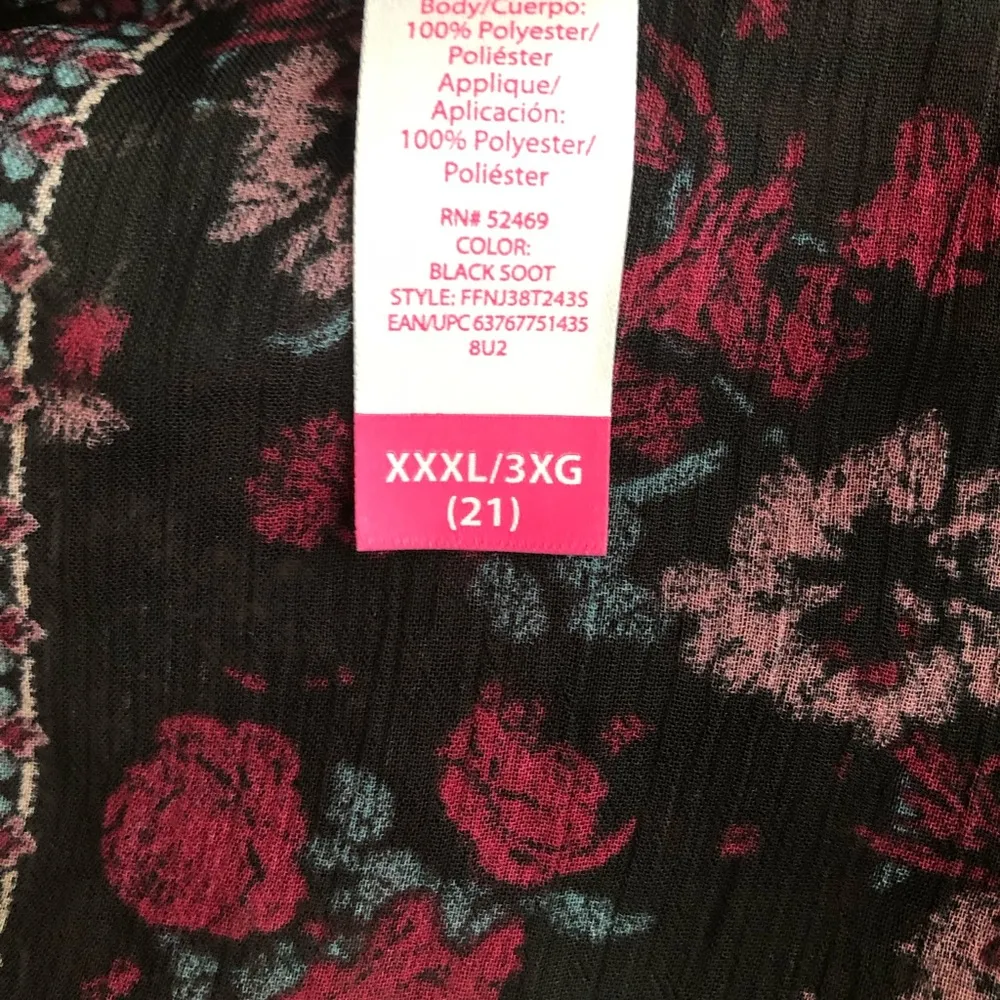 Body/Cuerpo:
100% Polyester/
Poliéster
Applique/
Aplicación:
100% Polyester/
Poliéster
RN# 52469
COLOR:
BLACK SOOT
STYLE: FFNJ38T243S
EAN/UPC 63767751435
8U2
XXXL/3XG
(21)